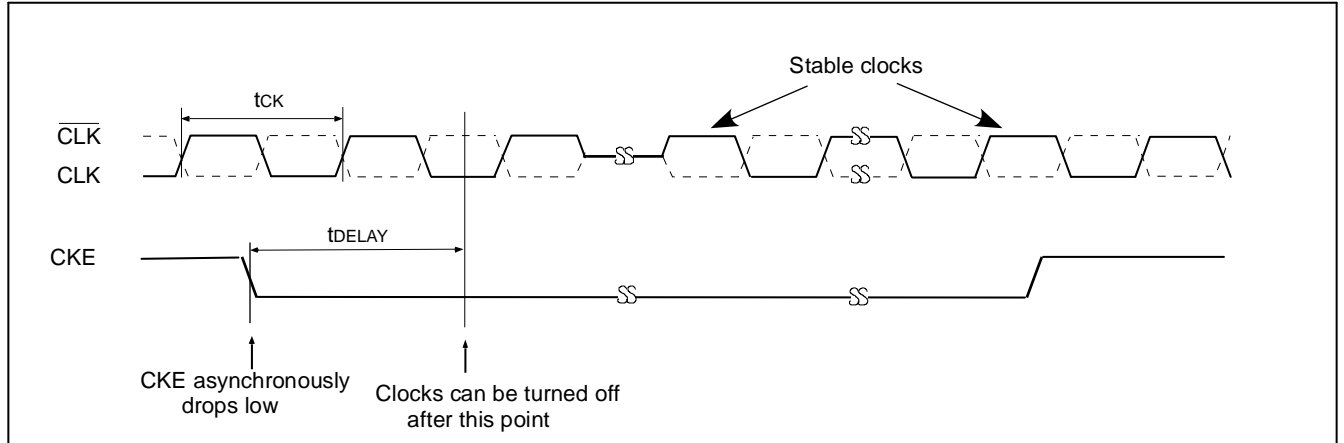 Stable clocks
tCK
CLK
CLK
tDELAY
CKE
CKE asynchronously
drops low
Clocks can be turned off
after this point